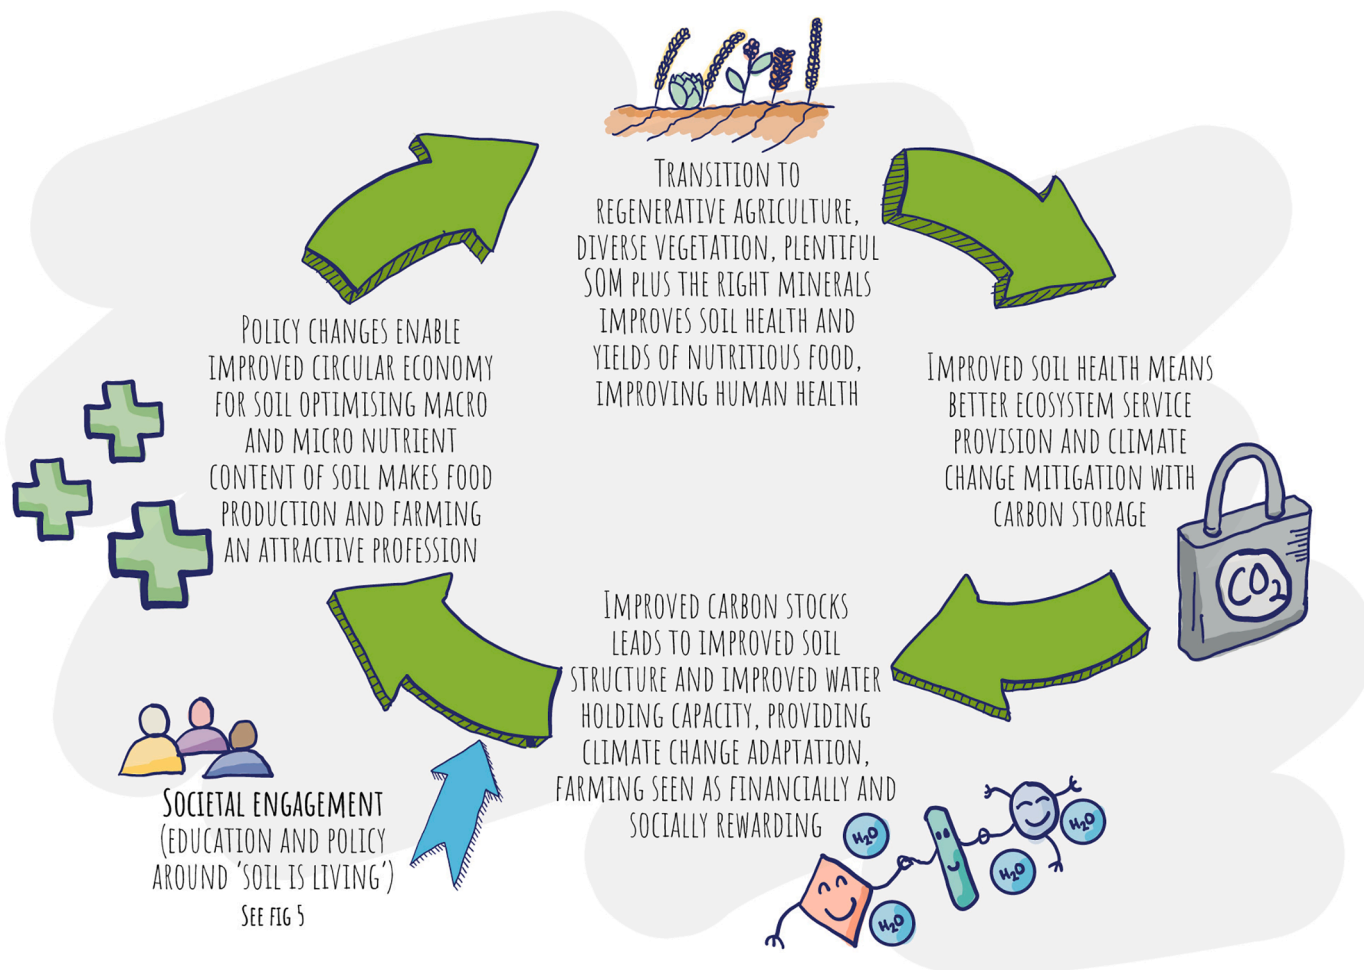 Transition to
regenerative agriculture,
diverse vegetation, plentiful
SOM plus the right minerals
improves soil health and
yields of nutritious food,
improving human health
Improved soil health means
better ecosystem service
provision and climate
change mitigation with
carbon storage
CO2
Improved carbon stocks
leads to improved soil
structure and improved water
holding capacity, providing
climate change adaptation,
farming seen as financially and
socially rewarding
H2O
H2O
H2O
H2O
Societal engagement
(education and policy
around 'soil is living')
See fig 5
Policy changes enable
improved circular economy
for soil optimising macro
and micro nutrient
content of soil makes food
production and farming
an attractive profession